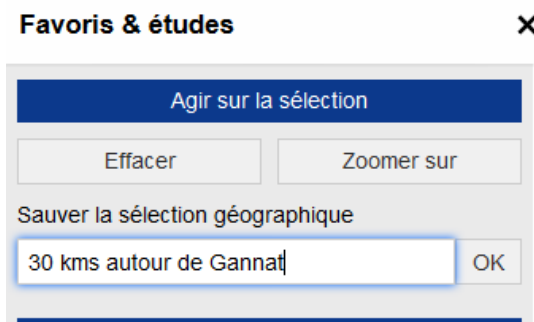 Favoris & études ×
Agir sur la sélection
Effacer Zoomer sur
Sauver la sélection géographique
30 kms autour de Gannat OK